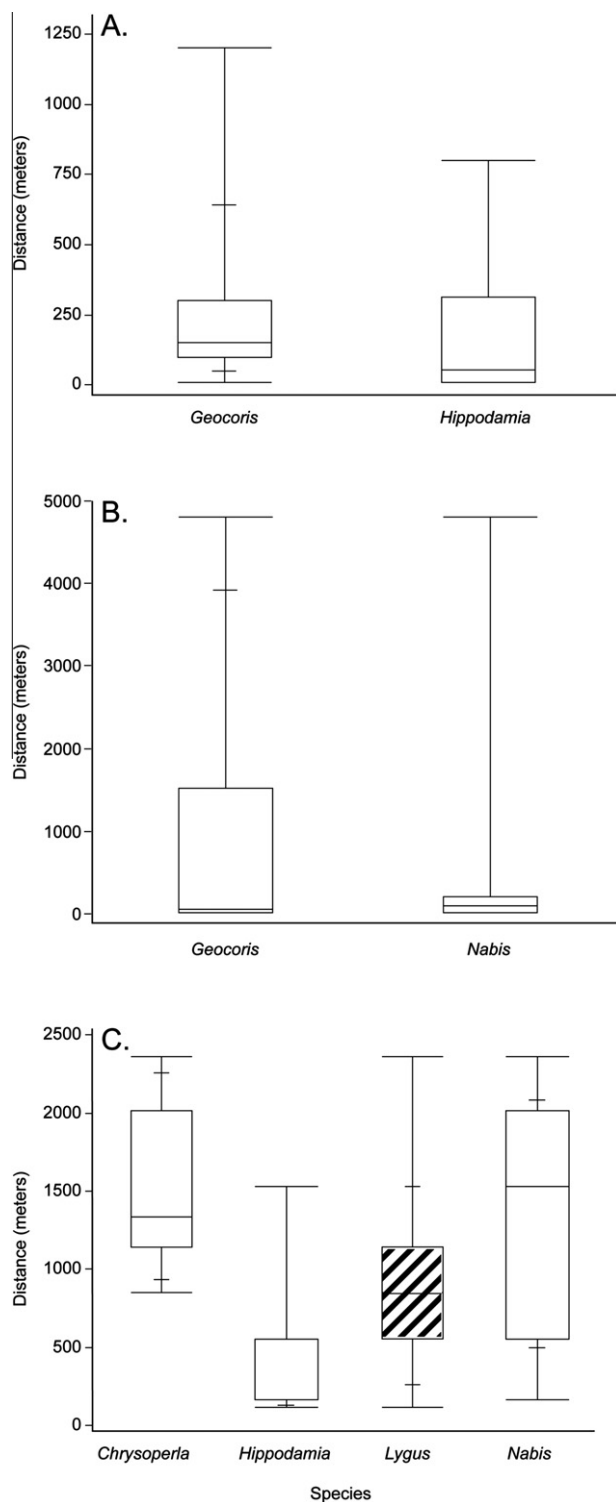 A.
1250
1000
750
500
250
0
Distance (meters)
Geocoris Hippodamia
B.
5000
4000
3000
2000
1000
0
Distance (meters)
Geocoris Nabis
C.
2500
2000
1500
1000
500
0
Distance (meters)
Chrysoperla Hippodamia Lygus Nabis
Species